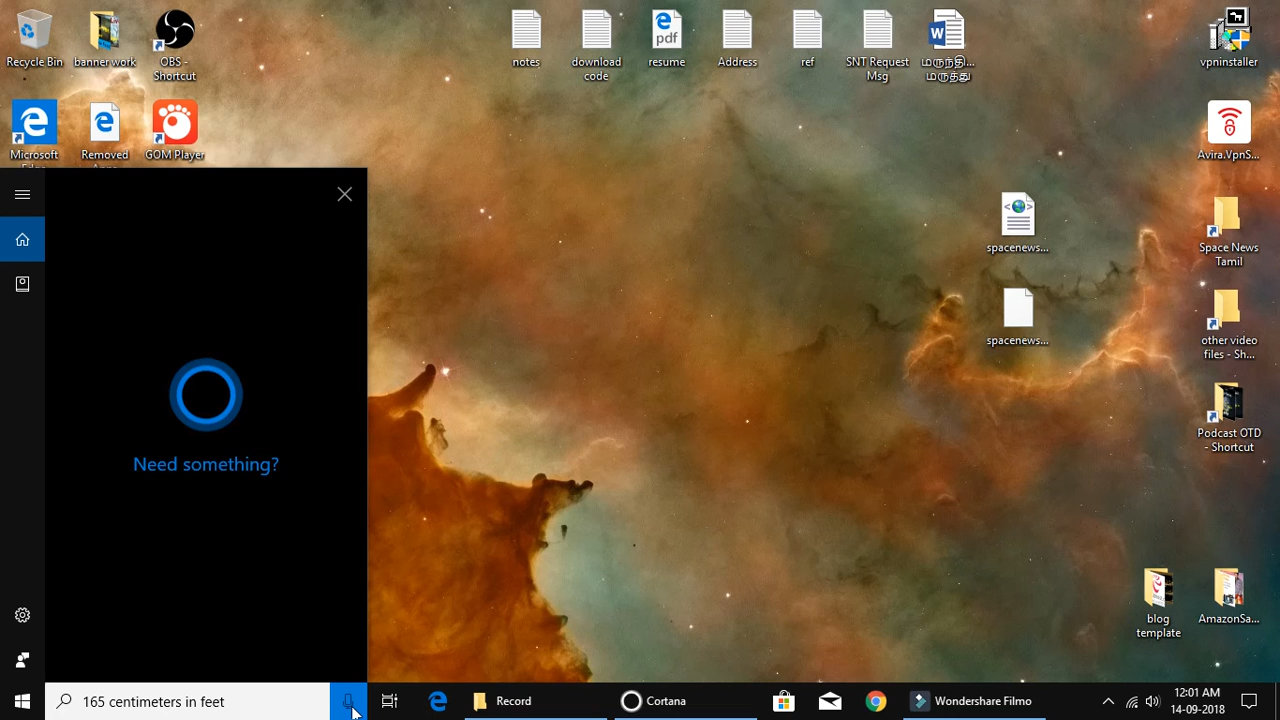 Recycle Bin
banner work
OBS -
Shortcut
notes
download
code
pdf
resume
Address
ref
SNT Request
Msg
W
மருந்தி...
மருத்து
vpninstaller
Microsoft
Removed
GOM Player
Avira.VpnS...
spacenews...
Space News
Tamil
spacenews...
other video
files - Sh...
Podcast OTD
- Shortcut
Need something?
blog
template
AmazonSa...
165 centimeters in feet
Record
Cortana
Wondershare Filmo
12:01 AM
14-09-2018